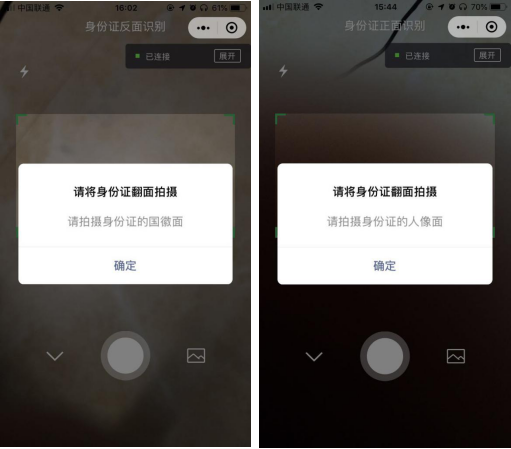 中国联通
16:02
61%
身份证反面识别
已连接
展开
请将身份证翻面拍摄
请拍摄身份证的国徽面
确定
中国联通
15:44
70%
身份证正面识别
已连接
展开
请将身份证翻面拍摄
请拍摄身份证的人像面
确定